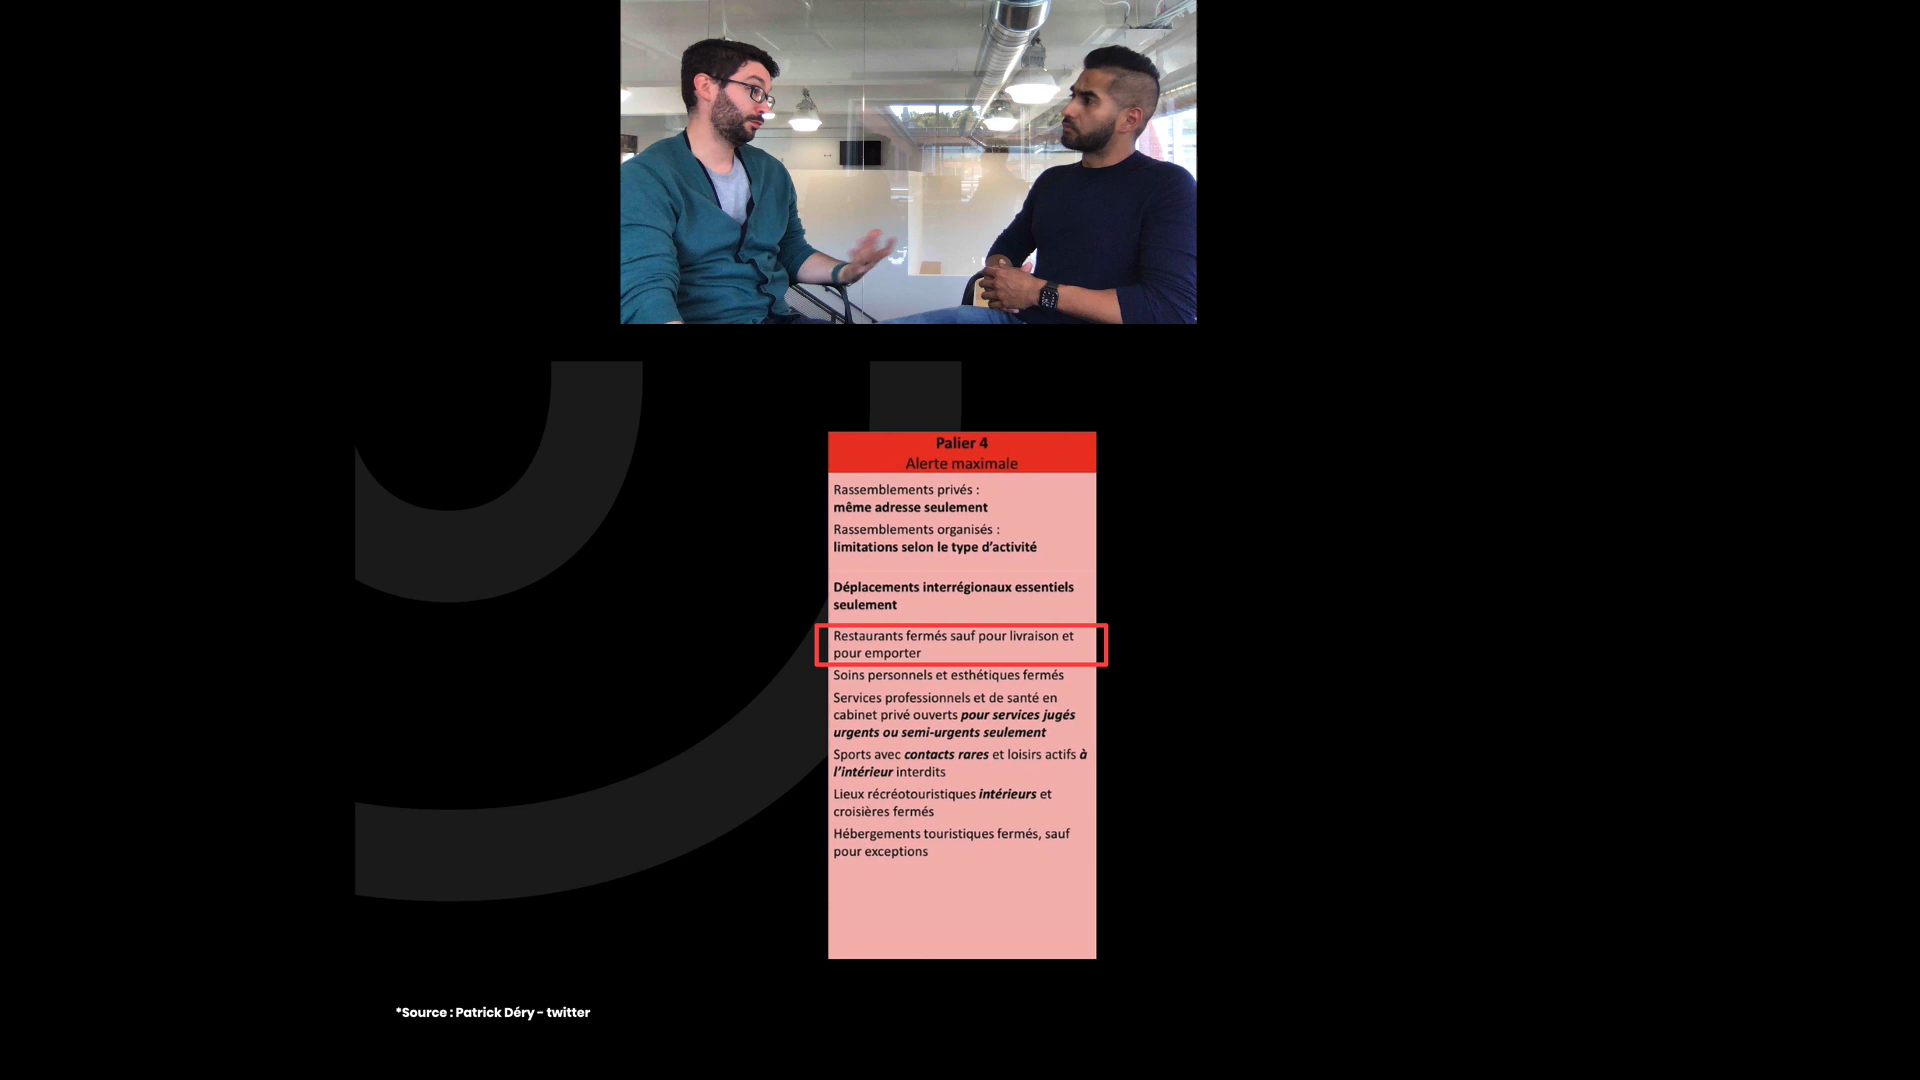 Palier 4
Alerte maximale
Rassemblements privés :
même adresse seulement
Rassemblements organisés :
limitations selon le type d’activité
Déplacements interrégionaux essentiels
seulement
Restaurants fermés sauf pour livraison et
pour emporter
Soins personnels et esthétiques fermés
Services professionnels et de santé en
cabinet privé ouverts pour services jugés
urgents ou semi-urgents seulement
Sports avec contacts rares et loisirs actifs à
l’intérieur interdits
Lieux récréotouristiques intérieurs et
croisières fermés
Hébergements touristiques fermés, sauf
pour exceptions
*Source : Patrick Déry - twitter